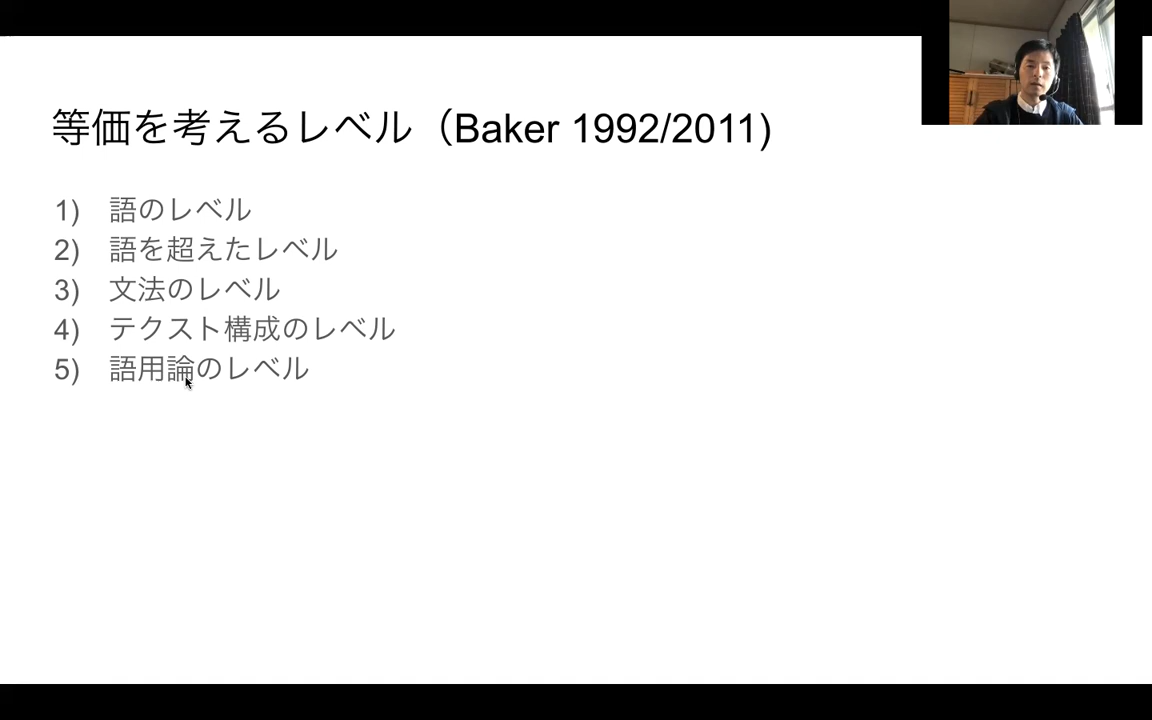 等価を考えるレベル（Baker 1992/2011)
1) 語のレベル
2) 語を超えたレベル
3) 文法のレベル
4) テクスト構成のレベル
5) 語用論のレベル